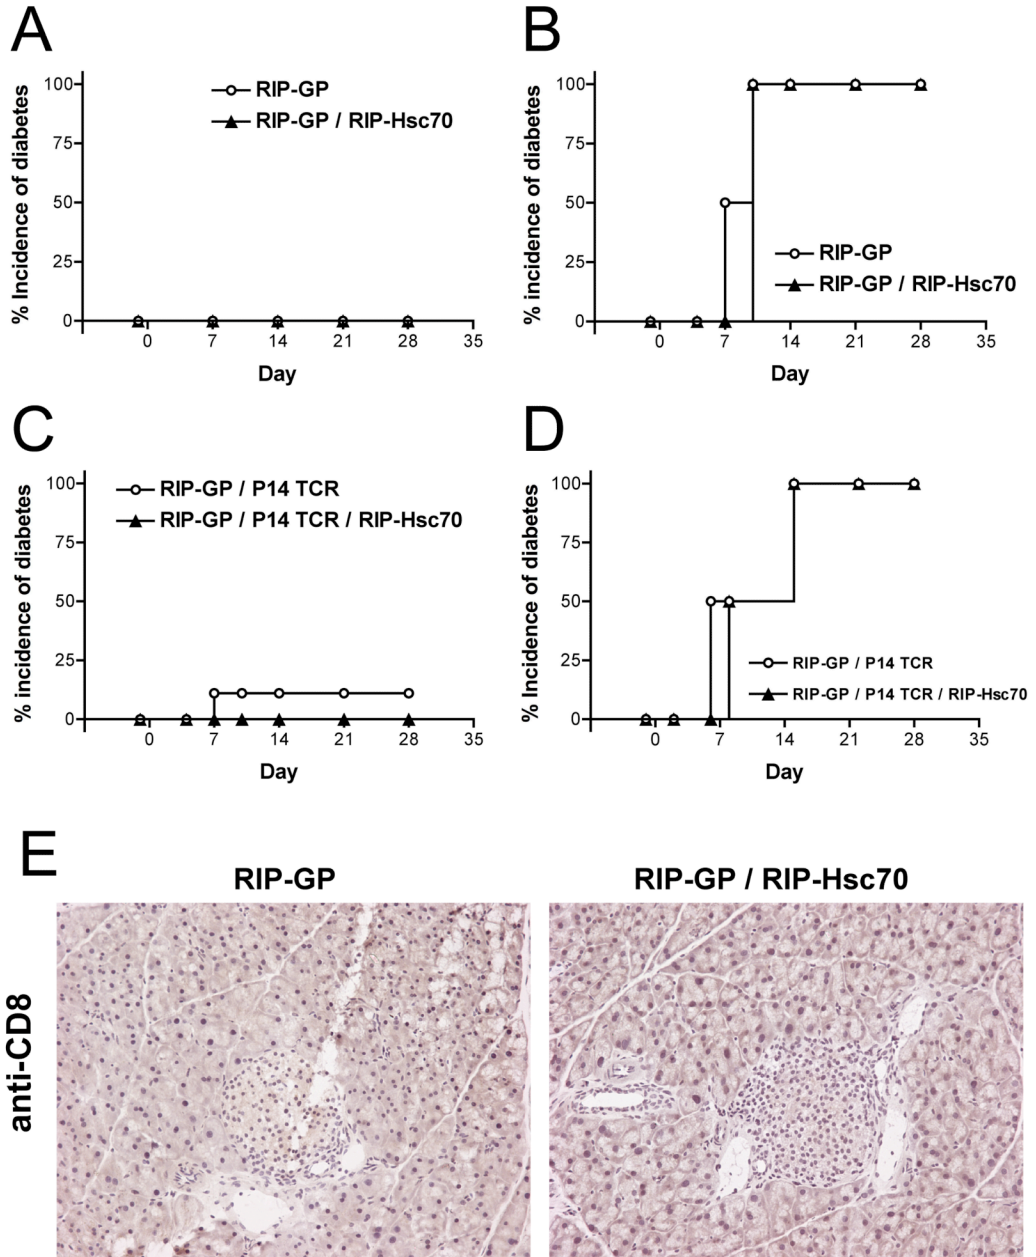 A
% Incidence of diabetes
100
75
50
25
0
RIP-GP
RIP-GP / RIP-Hsc70
0 7 14 21 28 35
Day
B
% incidence of diabetes
100
75
50
25
0
RIP-GP
RIP-GP / RIP-Hsc70
0 7 14 21 28 35
Day
C
% incidence of diabetes
100
75
50
25
0
RIP-GP / P14 TCR
RIP-GP / P14 TCR / RIP-Hsc70
0 7 14 21 28 35
Day
D
% Incidence of diabetes
100
75
50
25
0
RIP-GP / P14 TCR
RIP-GP / P14 TCR / RIP-Hsc70
0 7 14 21 28 35
Day
E
RIP-GP
RIP-GP / RIP-Hsc70
anti-CD8